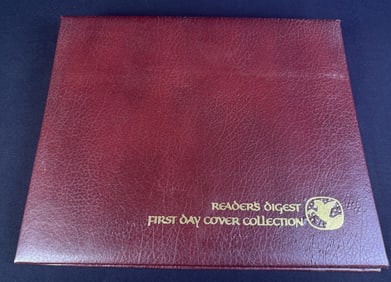 READER'S DIGEST
FIRST DAY COVER COLLECTION